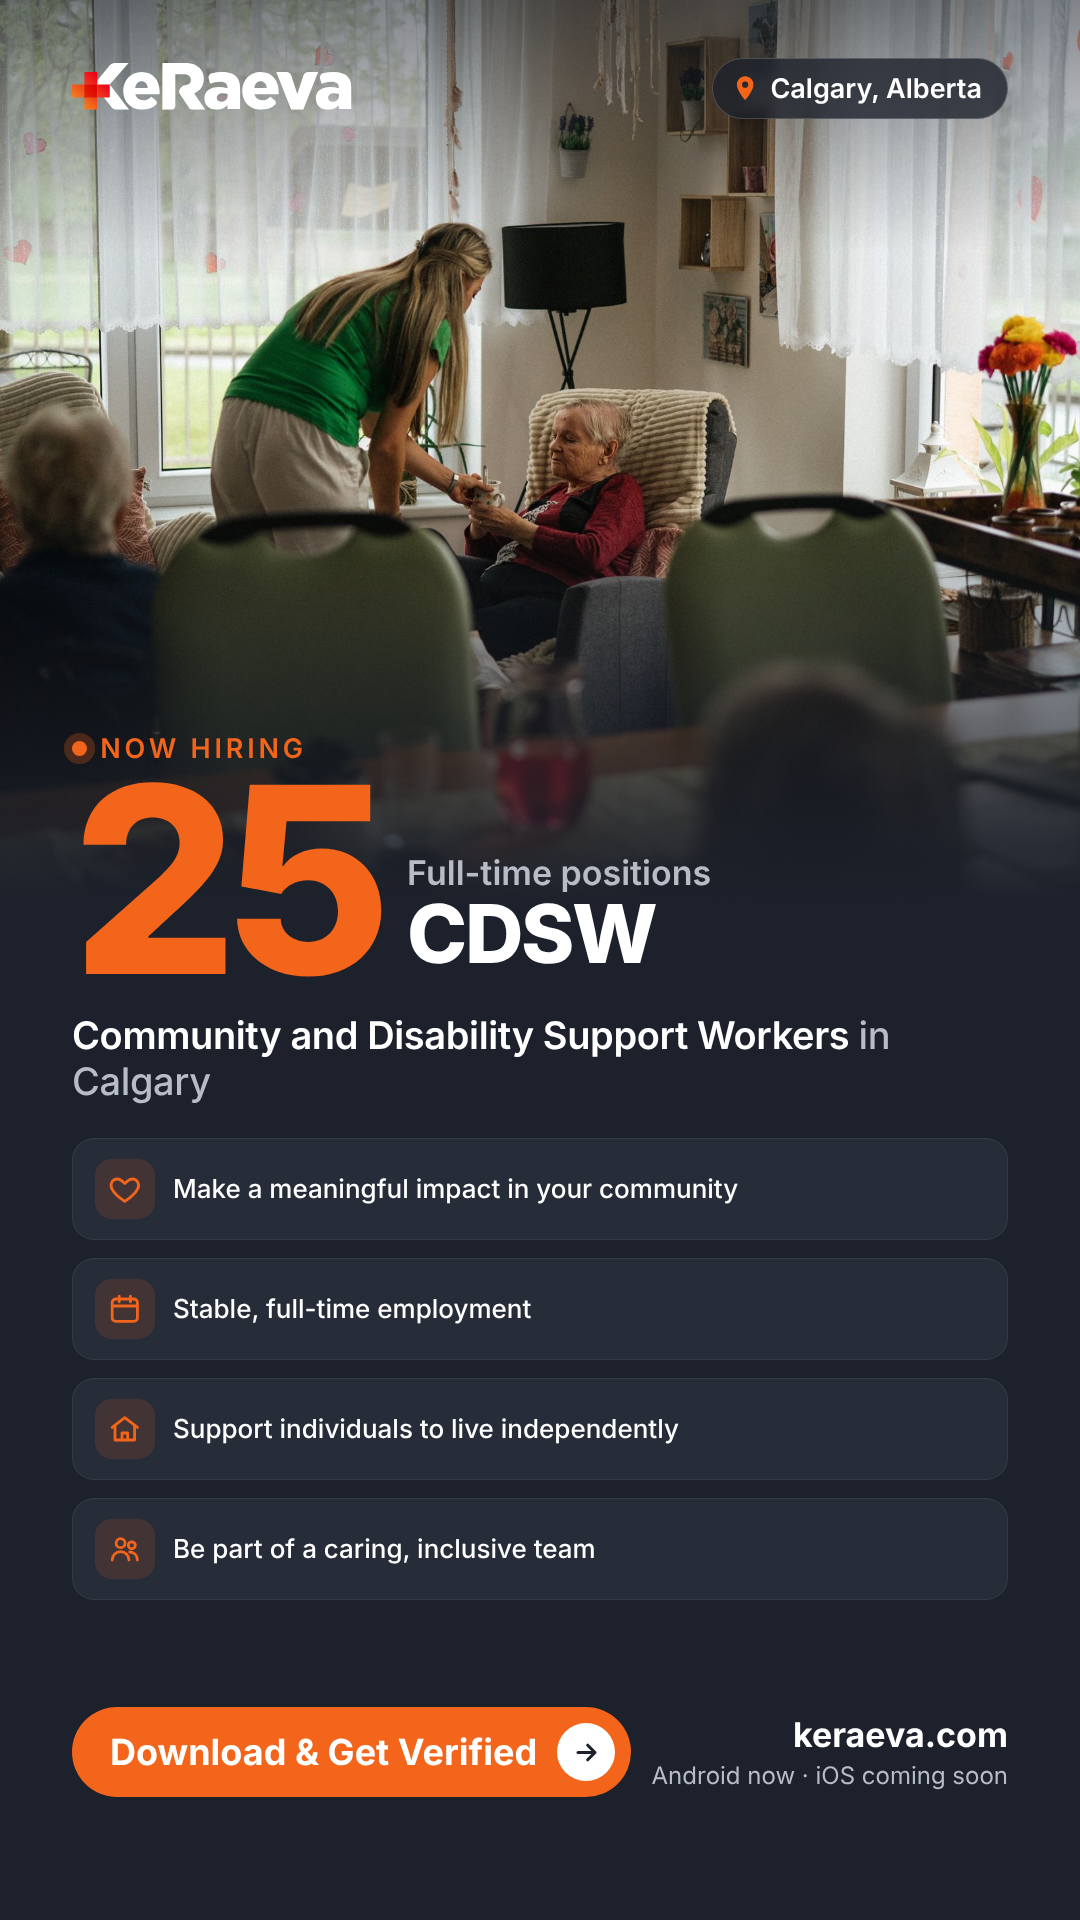 KeRaeva
Calgary, Alberta
NOW HIRING
25
Full-time positions
CDSW
Community and Disability Support Workers in
Calgary
Make a meaningful impact in your community
Stable, full-time employment
Support individuals to live independently
Be part of a caring, inclusive team
Download & Get Verified
keraeva.com
Android now · iOS coming soon